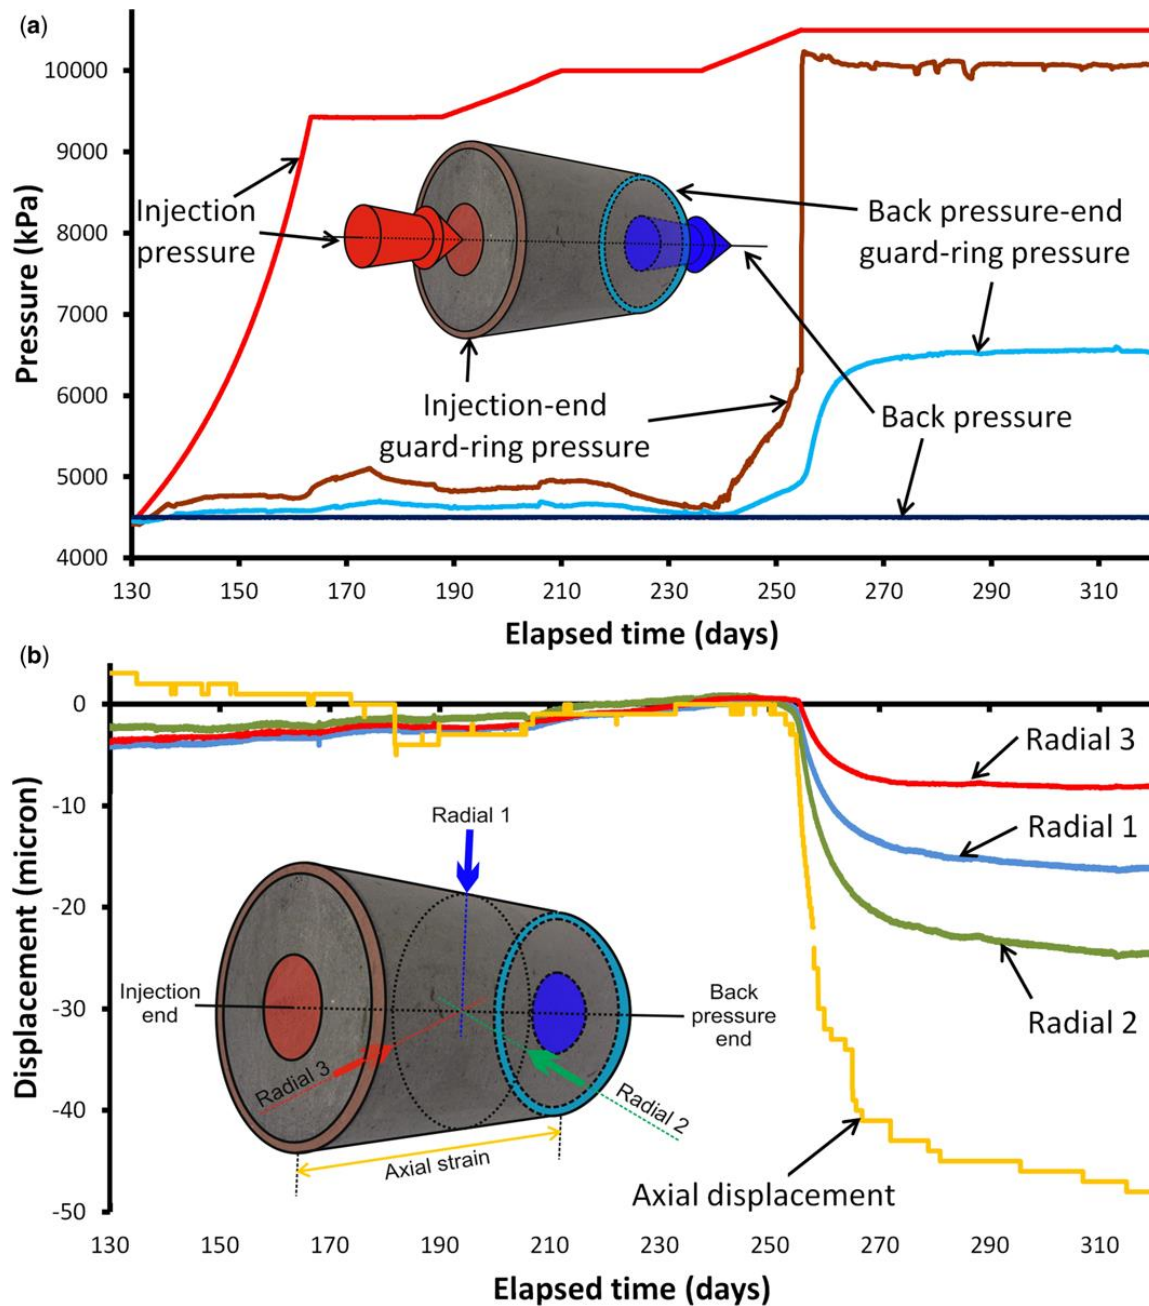 (a)
Pressure (kPa)
10000
9000
8000
7000
6000
5000
4000
Injection
pressure
Back pressure-end
guard-ring pressure
Injection-end
guard-ring pressure
Back pressure
130 150 170 190 210 230 250 270 290 310
Elapsed time (days)
(b)
Displacement (micron)
0
-10
-20
-30
-40
-50
Radial 3
Radial 1
Radial 2
Axial displacement
Radial 1
Injection
end
Back
pressure
end
Radial 3
Radial 2
Axial strain
130 150 170 190 210 230 250 270 290 310
Elapsed time (days)